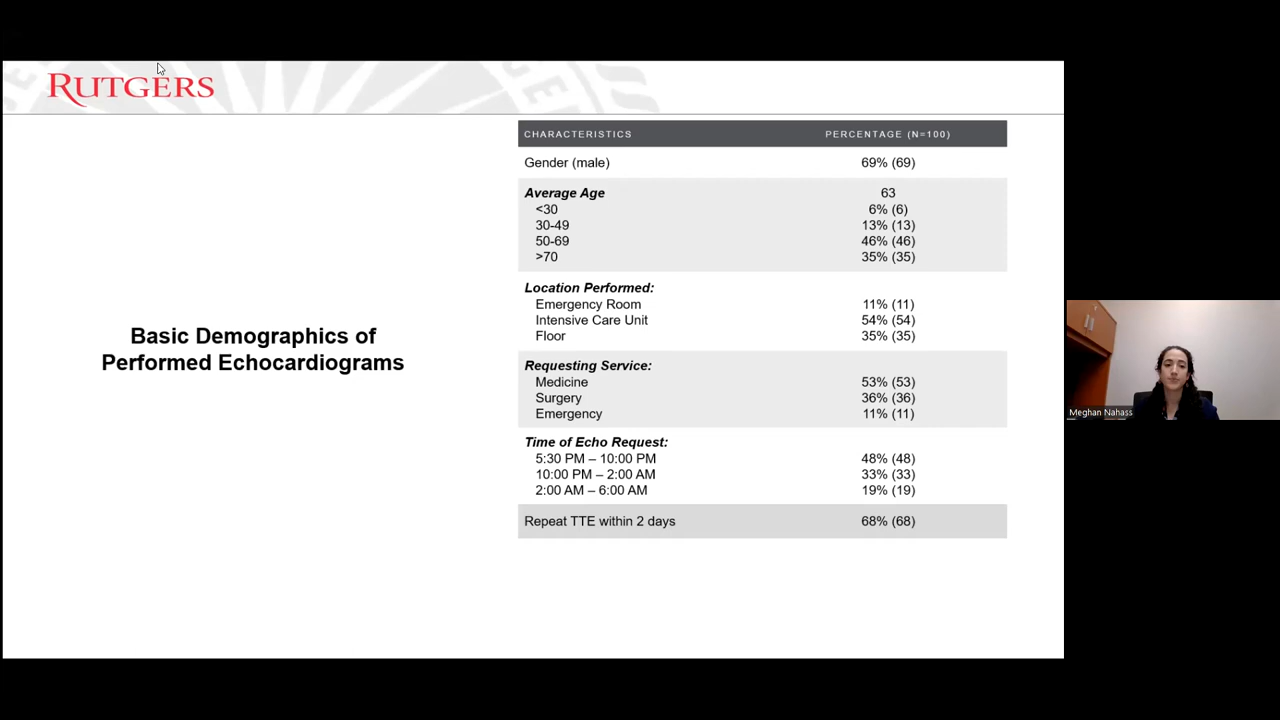 RUTGERS
Basic Demographics of
Performed Echocardiograms
CHARACTERISTICS PERCENTAGE (N=100)
Gender (male) 69% (69)
Average Age 63
<30 6% (6)
30-49 13% (13)
50-69 46% (46)
>70 35% (35)
Location Performed:
Emergency Room 11% (11)
Intensive Care Unit 54% (54)
Floor 35% (35)
Requesting Service:
Medicine 53% (53)
Surgery 36% (36)
Emergency 11% (11)
Time of Echo Request:
5:30 PM – 10:00 PM 48% (48)
10:00 PM – 2:00 AM 33% (33)
2:00 AM – 6:00 AM 19% (19)
Repeat TTE within 2 days 68% (68)
Meghan Nahass